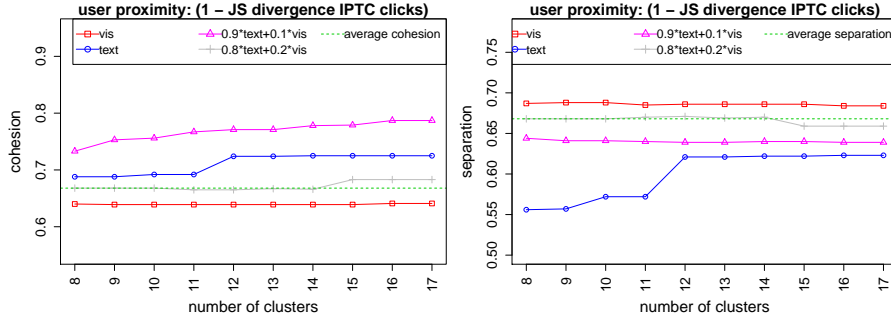 user proximity: (1 − JS divergence IPTC clicks)
vis
text
0.9*text+0.1*vis
0.8*text+0.2*vis
average cohesion
cohesion
0.9
0.8
0.7
0.6
8 9 10 11 12 13 14 15 16 17
number of clusters
user proximity: (1 − JS divergence IPTC clicks)
vis
text
0.9*text+0.1*vis
0.8*text+0.2*vis
average separation
separation
0.75
0.70
0.65
0.60
0.55
0.50
8 9 10 11 12 13 14 15 16 17
number of clusters